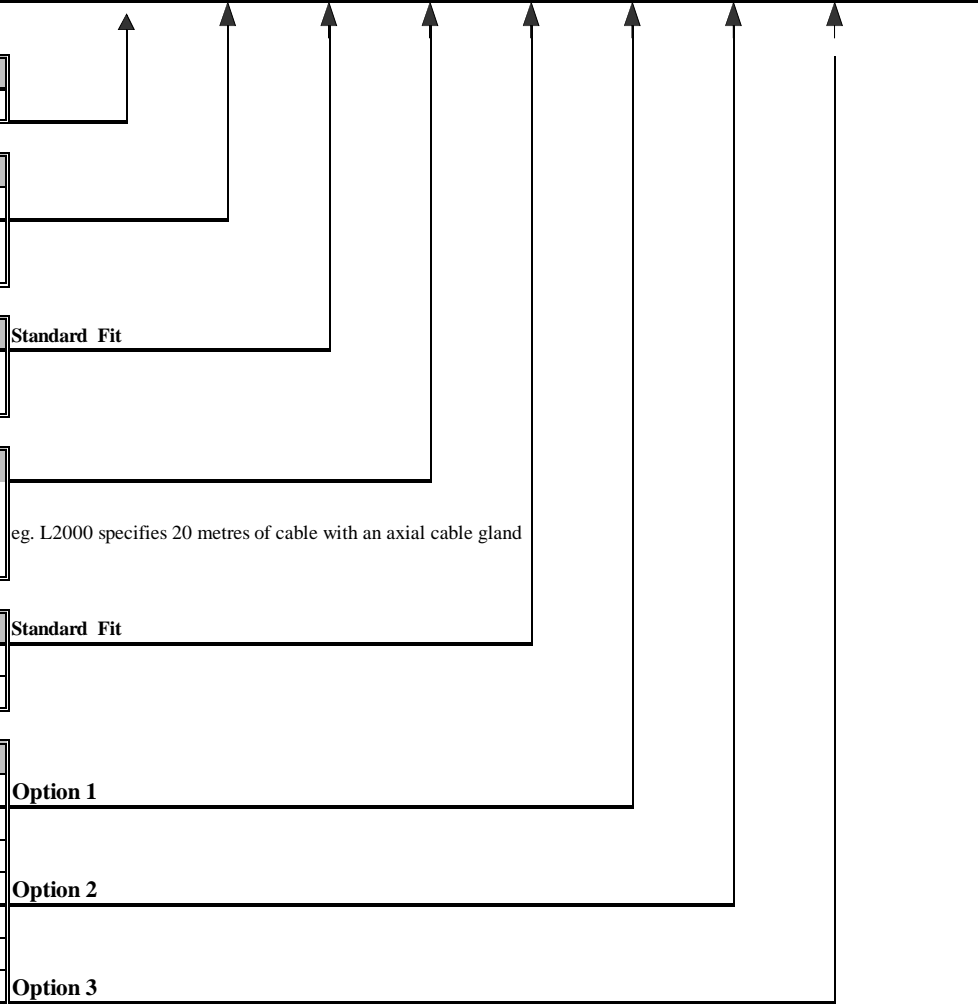 Standard Fit
eg. L2000 specifies 20 metres of cable with an axial cable gland
Standard Fit
Option 1
Option 2
Option 3